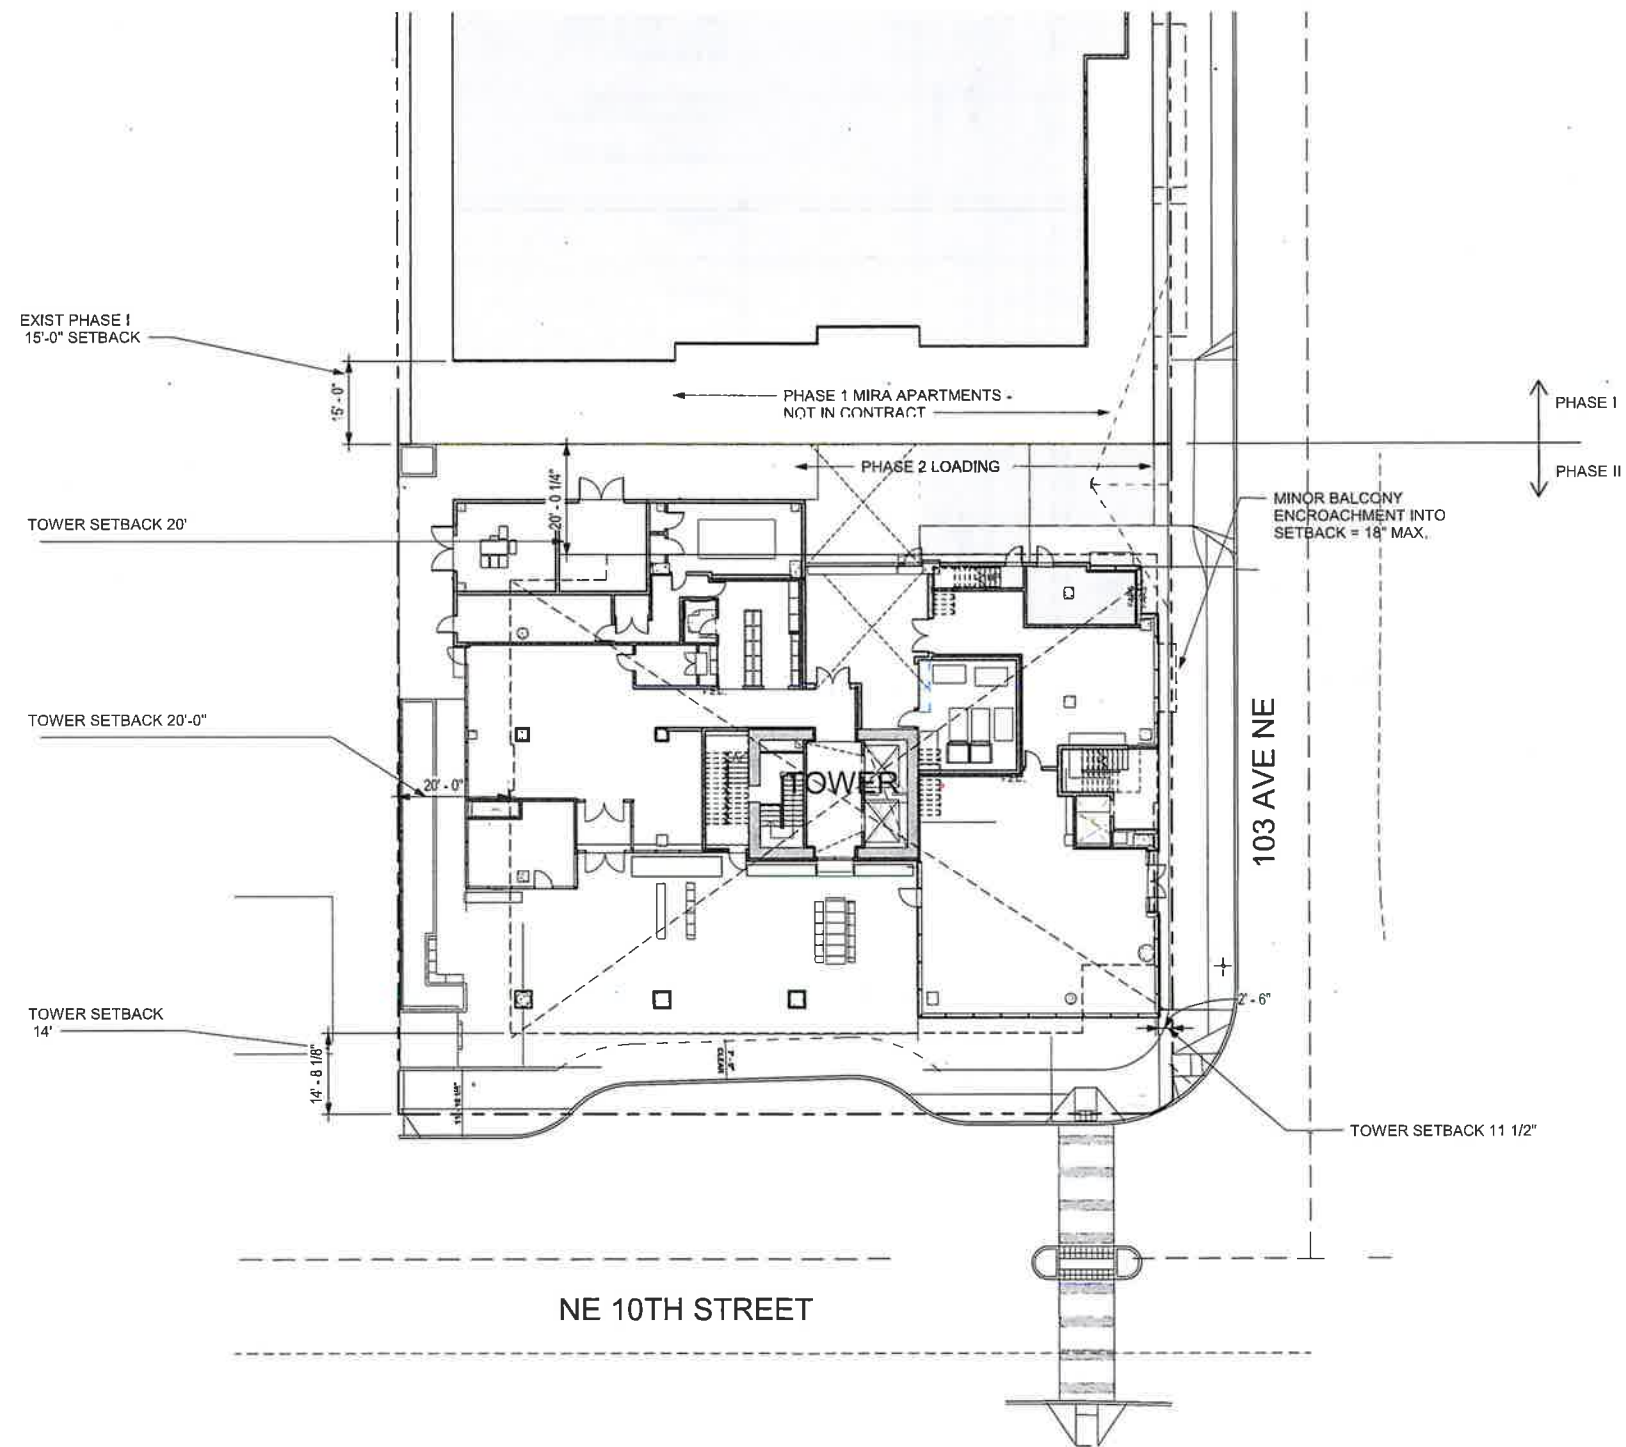 EXIST PHASE I
15'-0" SETBACK
15' - 0"
PHASE 1 MIRA APARTMENTS -
NOT IN CONTRACT
PHASE I
PHASE II
PHASE 2 LOADING
20' - 0 1/4"
MINOR BALCONY
ENCROACHMENT INTO
SETBACK = 18" MAX.
TOWER SETBACK 20'
TOWER SETBACK 20'-0"
20' - 0"
TOWER
103 AVE NE
TOWER SETBACK
14'
14' - 8 1/8"
CLEAR
2' - 6"
TOWER SETBACK 11 1/2"
NE 10TH STREET